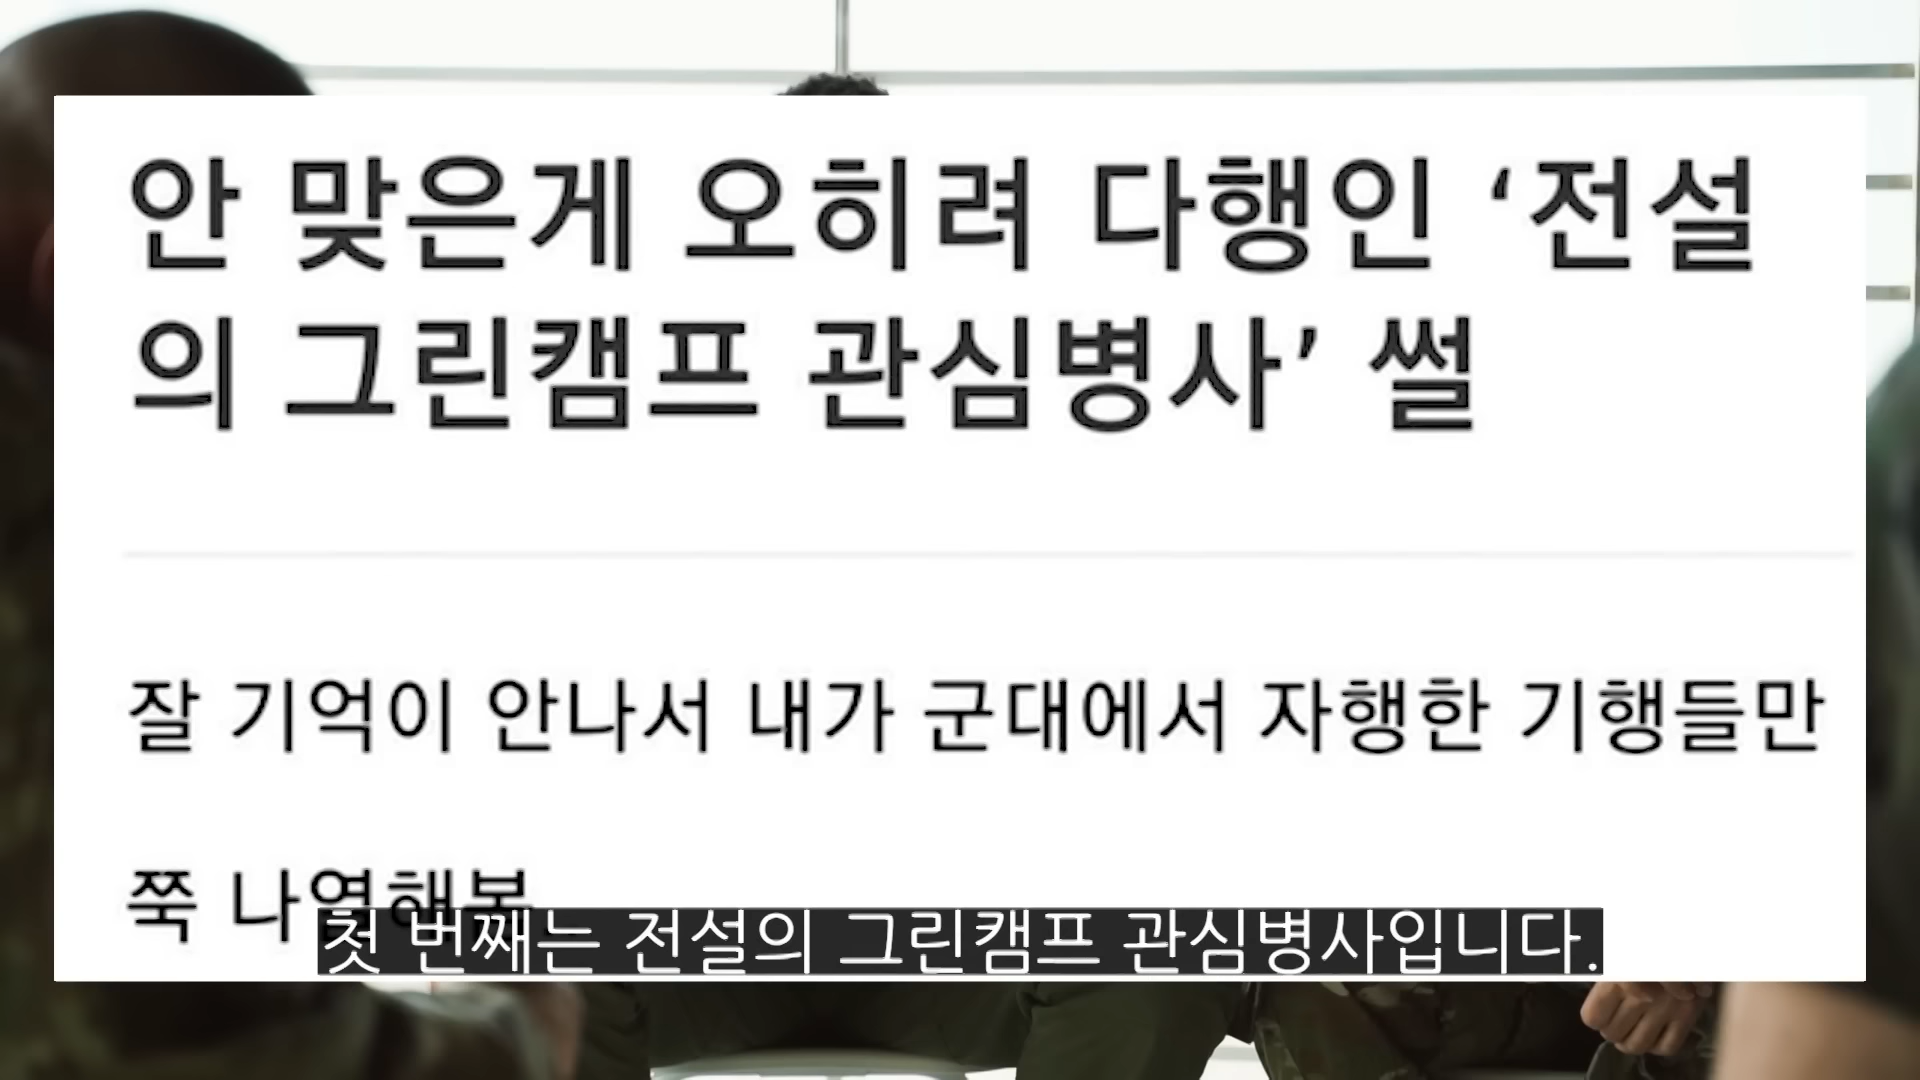 안 맞은게 오히려 다행인 ‘전설
의 그린캠프 관심병사’ 썰
잘 기억이 안나서 내가 군대에서 자행한 기행들만
쭉 나열해봄
첫 번째는 전설의 그린캠프 관심병사입니다.